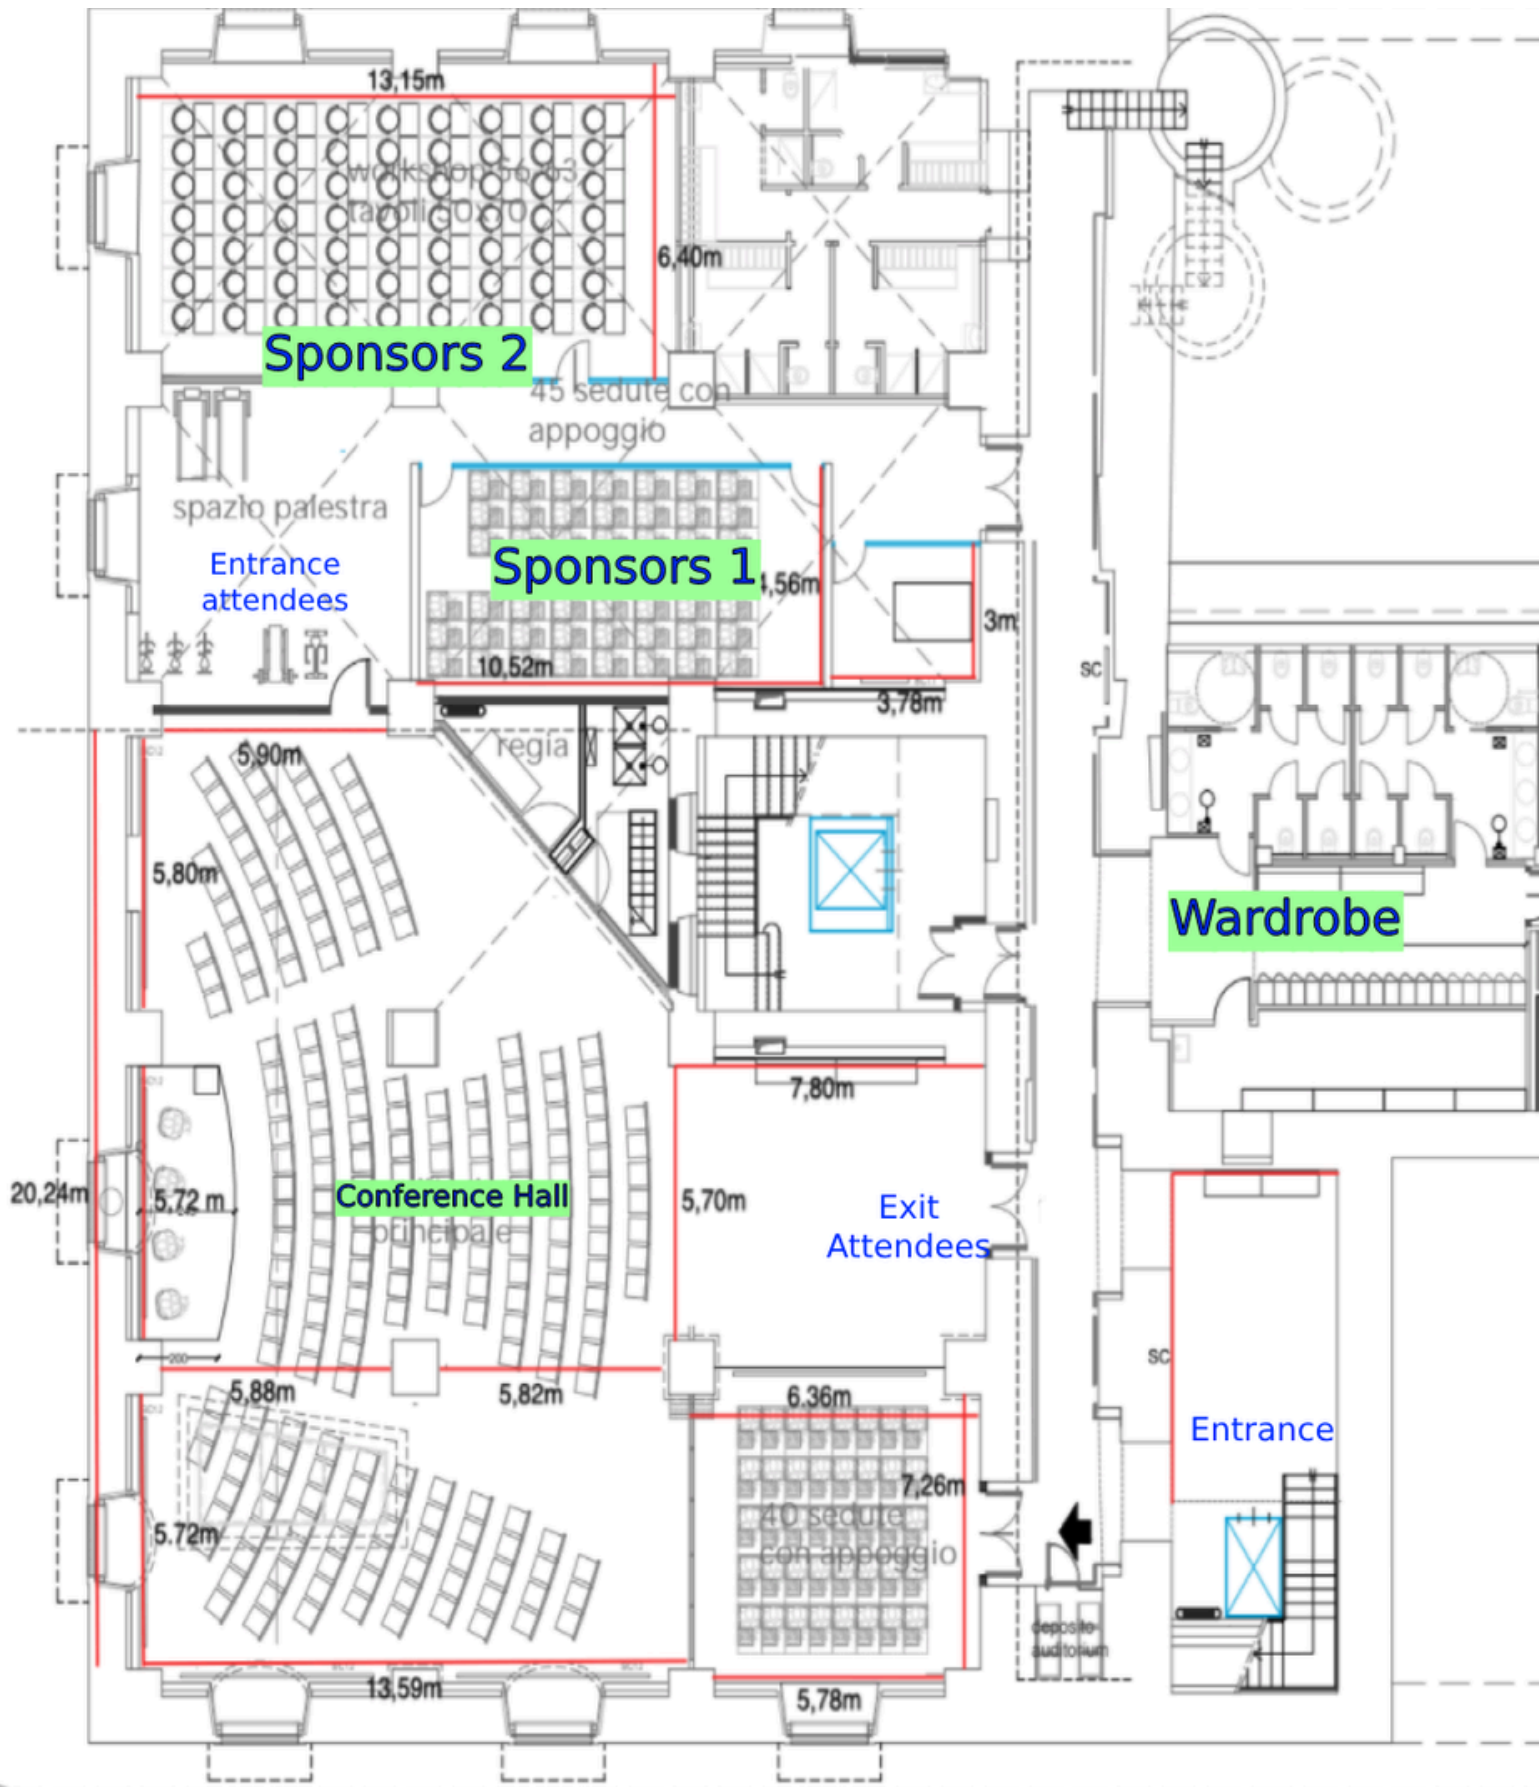 13,15m
workshop 56-63
tavoli 50x70
6,40m
Sponsors 2
45 sedute con
appoggio
spazio palestra
Entrance
attendees
Sponsors 1
4,56m
3m
10,52m
3,78m
SC
regia
5,90m
5,80m
Wardrobe
7,80m
20,24m
5,72 m
Conference Hall
principale
5,70m
Exit
Attendees
200
5,88m
5,82m
6.36m
SC
Entrance
7,26m
40 sedute
con appoggio
5.72m
deposito
auditorium
13,59m
5,78m